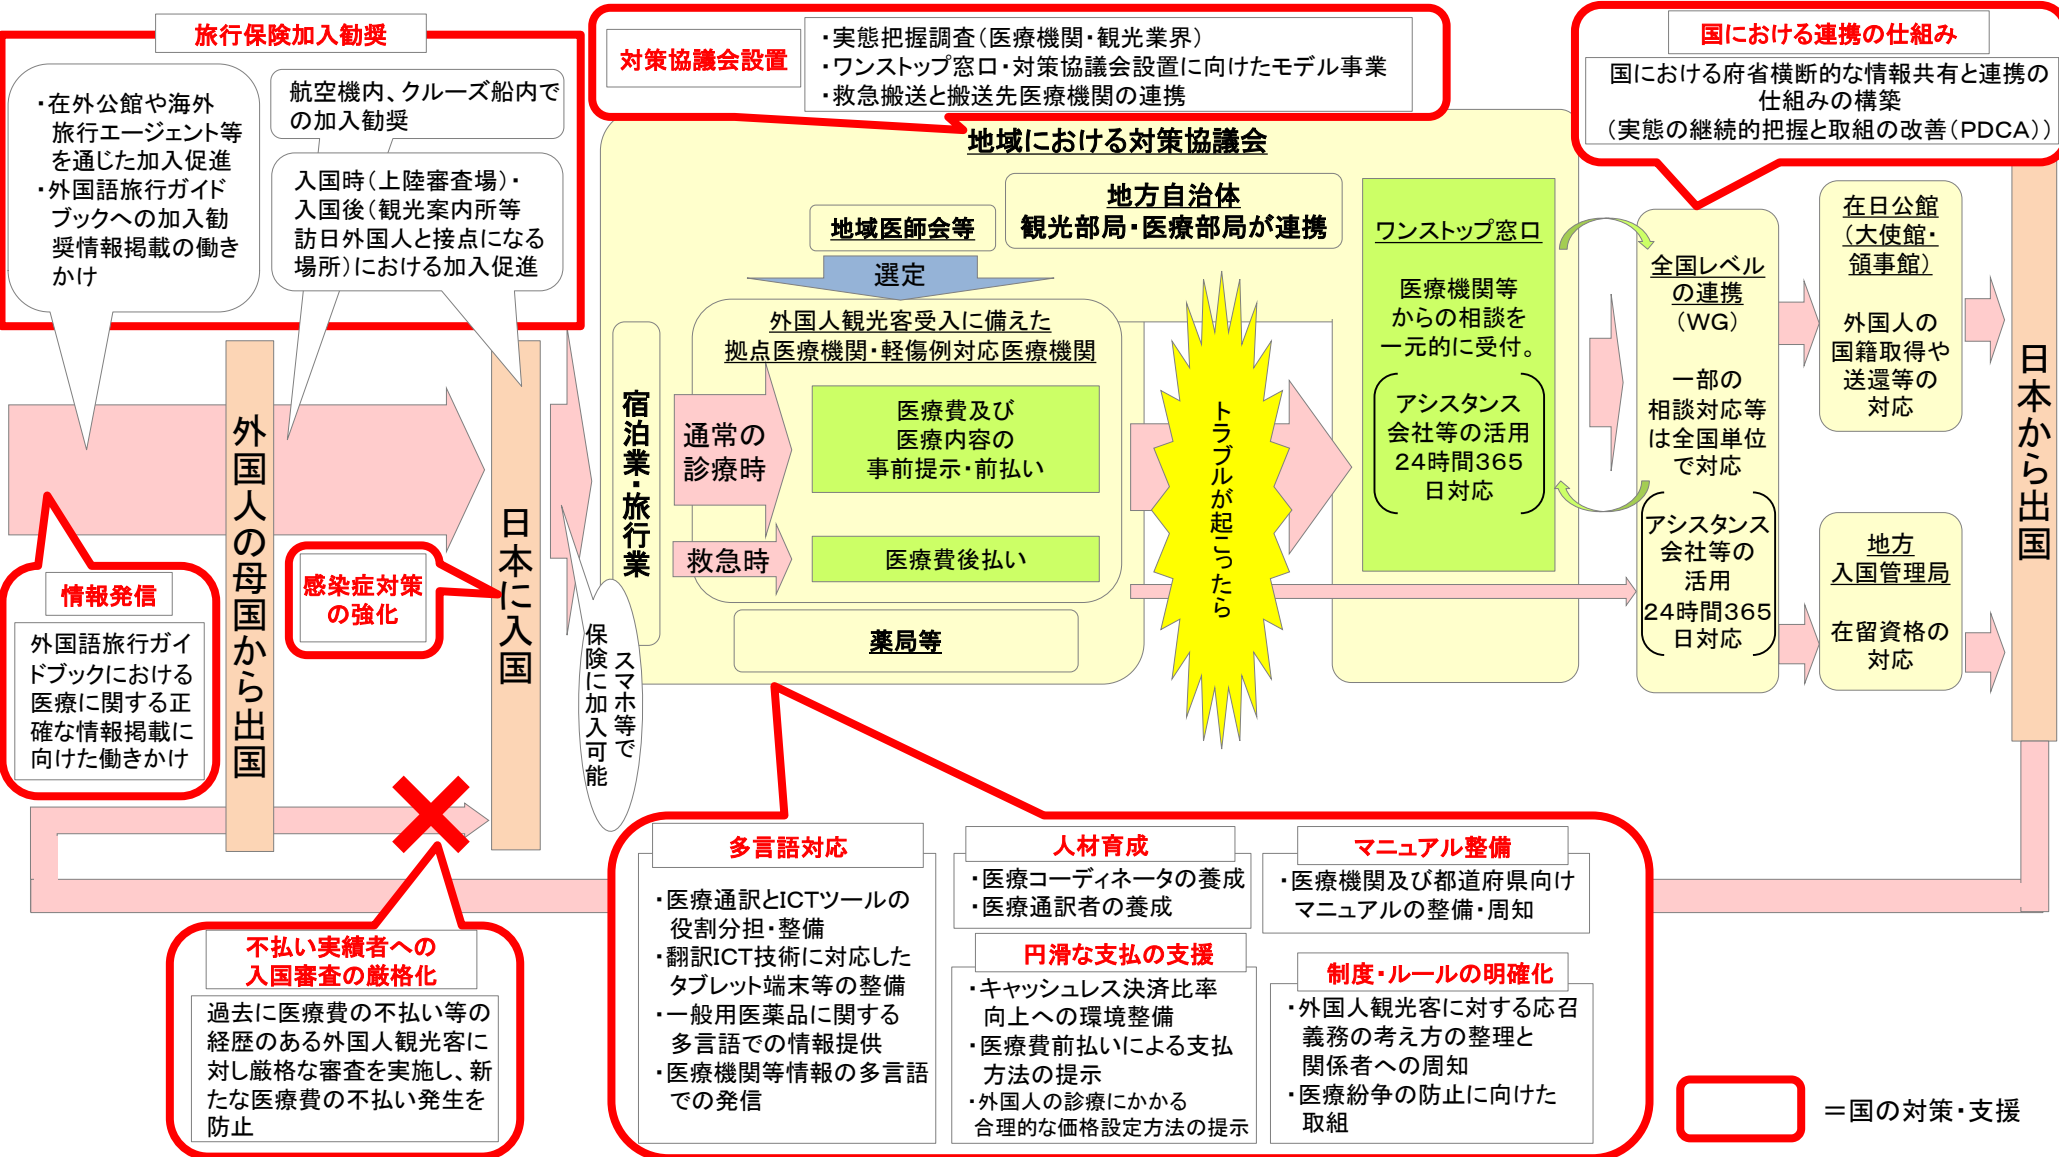 旅行保険加入勧奨
・在外公館や海外
旅行エージェント等
を通じた加入促進
・外国語旅行ガイド
ブックへの加入勧
奨情報掲載の働き
かけ
航空機内、クルーズ船内で
の加入勧奨
入国時（上陸審査場）・
入国後（観光案内所等
訪日外国人と接点になる
場所）における加入促進
対策協議会設置
・実態把握調査（医療機関・観光業界）
・ワンストップ窓口・対策協議会設置に向けたモデル事業
・救急搬送と搬送先医療機関の連携
国における連携の仕組み
国における府省横断的な情報共有と連携の
仕組みの構築
（実態の継続的把握と取組の改善（PDCA））
地域における対策協議会
地方自治体
観光部局・医療部局が連携
地域医師会等
選定
外国人観光客受入に備えた
拠点医療機関・軽傷例対応医療機関
宿泊業・旅行業
通常の
診療時
医療費及び
医療内容の
事前提示・前払い
救急時
医療費後払い
薬局等
トラブルが起こったら
ワンストップ窓口
医療機関等
からの相談を
一元的に受付。
アシスタンス
会社等の活用
24時間365
日対応
全国レベル
の連携
（WG）
一部の
相談対応等
は全国単位
で対応
アシスタンス
会社等の
活用
24時間365
日対応
在日公館
（大使館・
領事館）
外国人の
国籍取得や
送還等の
対応
地方
入国管理局
在留資格の
対応
日本から出国
外国人の母国から出国
日本に入国
スマホ等で
保険に加入可能
感染症対策
の強化
情報発信
外国語旅行ガイ
ドブックにおける
医療に関する正
確な情報掲載に
向けた働きかけ
不払い実績者への
入国審査の厳格化
過去に医療費の不払い等の
経歴のある外国人観光客に
対し厳格な審査を実施し、新
たな医療費の不払い発生を
防止
多言語対応
・医療通訳とICTツールの
役割分担・整備
・翻訳ICT技術に対応した
タブレット端末等の整備
・一般用医薬品に関する
多言語での情報提供
・医療機関等情報の多言語
での発信
人材育成
・医療コーディネータの養成
・医療通訳者の養成
円滑な支払の支援
・キャッシュレス決済比率
向上への環境整備
・医療費前払いによる支払
方法の提示
・外国人の診療にかかる
合理的な価格設定方法の提示
マニュアル整備
・医療機関及び都道府県向け
マニュアルの整備・周知
制度・ルールの明確化
・外国人観光客に対する応召
義務の考え方の整理と
関係者への周知
・医療紛争の防止に向けた
取組
＝国の対策・支援